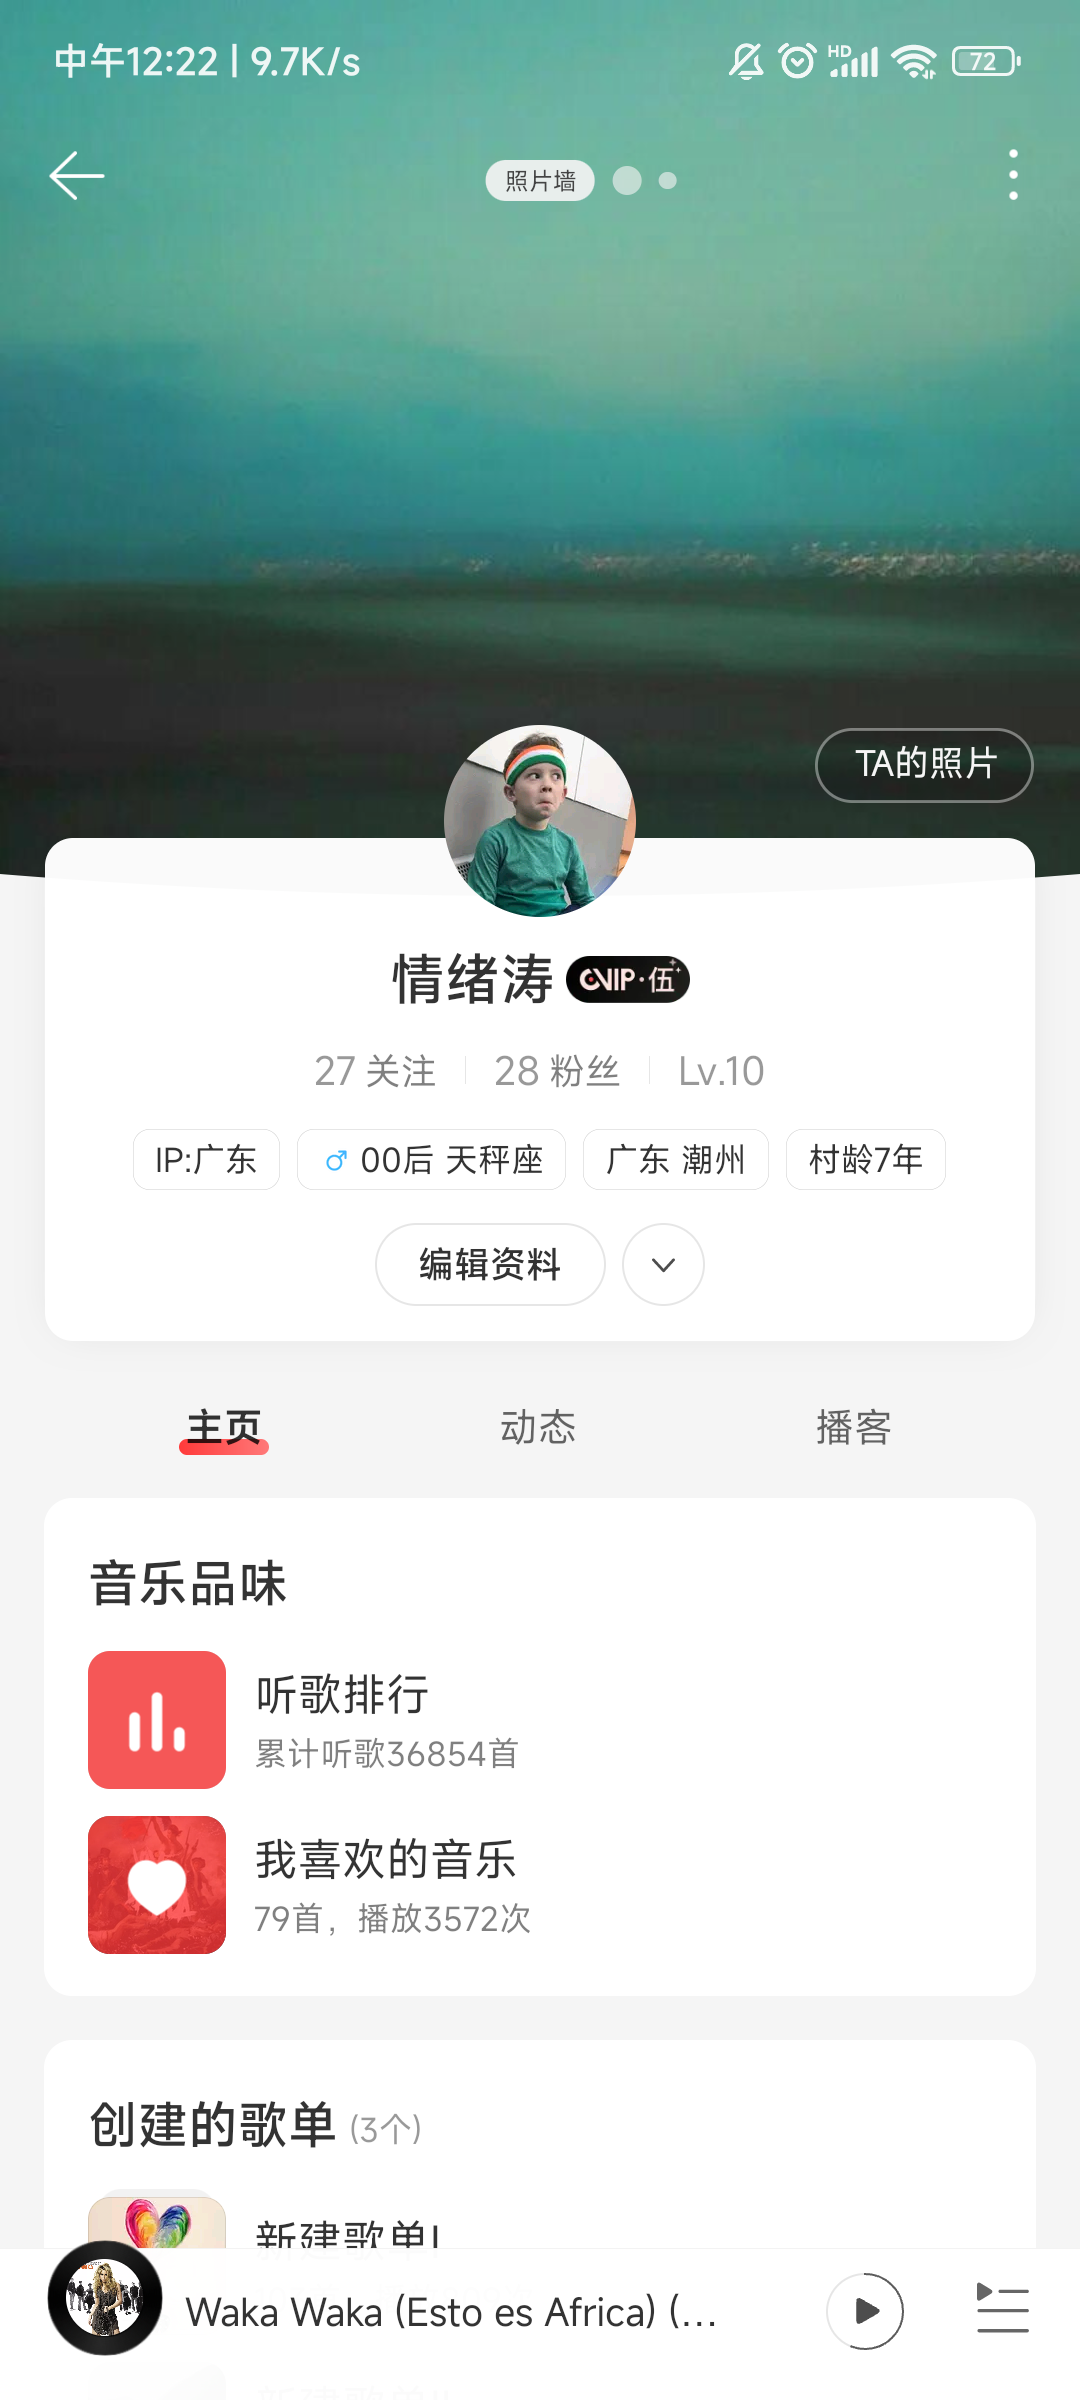 中午12:22 | 9.7K/s
HD
72
照片墙
TA的照片
情绪涛 VIP·伍
27 关注 28 粉丝 Lv.10
IP:广东 ♂ 00后 天秤座 广东 潮州 村龄7年
编辑资料
主页 动态 播客
音乐品味
听歌排行
累计听歌36854首
我喜欢的音乐
79首，播放3572次
创建的歌单 (3个)
新建歌单!
Waka Waka (Esto es Africa) (...